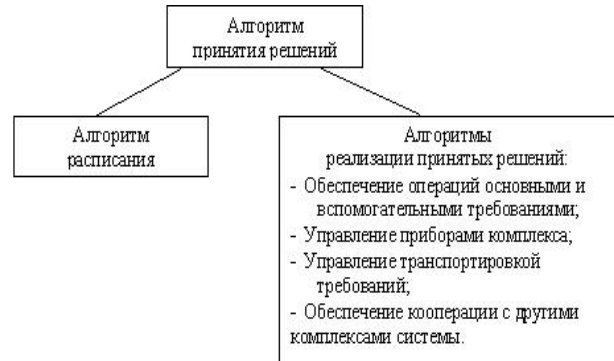 Алгоритм
принятия решений
Алгоритм
расписания
Алгоритмы
реализации принятых решений:
- Обеспечение операций основными и
вспомогательными требованиями;
- Управление приборами комплекса;
- Управление транспортировкой
требований;
- Обеспечение кооперации с другими
комплексами системы.